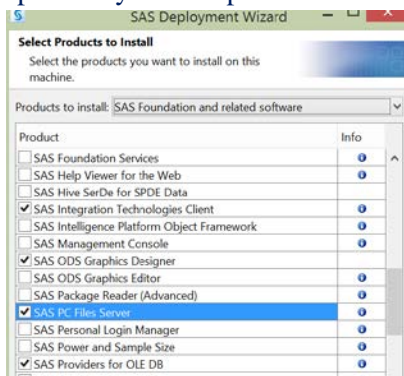 SAS Deployment Wizard
Select Products to Install
Select the products you want to install on this
machine.
Products to install: SAS Foundation and related software
Product Info
SAS Foundation Services
SAS Help Viewer for the Web
SAS Hive SerDe for SPDE Data
SAS Integration Technologies Client
SAS Intelligence Platform Object Framework
SAS Management Console
SAS ODS Graphics Designer
SAS ODS Graphics Editor
SAS Package Reader (Advanced)
SAS PC Files Server
SAS Personal Login Manager
SAS Power and Sample Size
SAS Providers for OLE DB